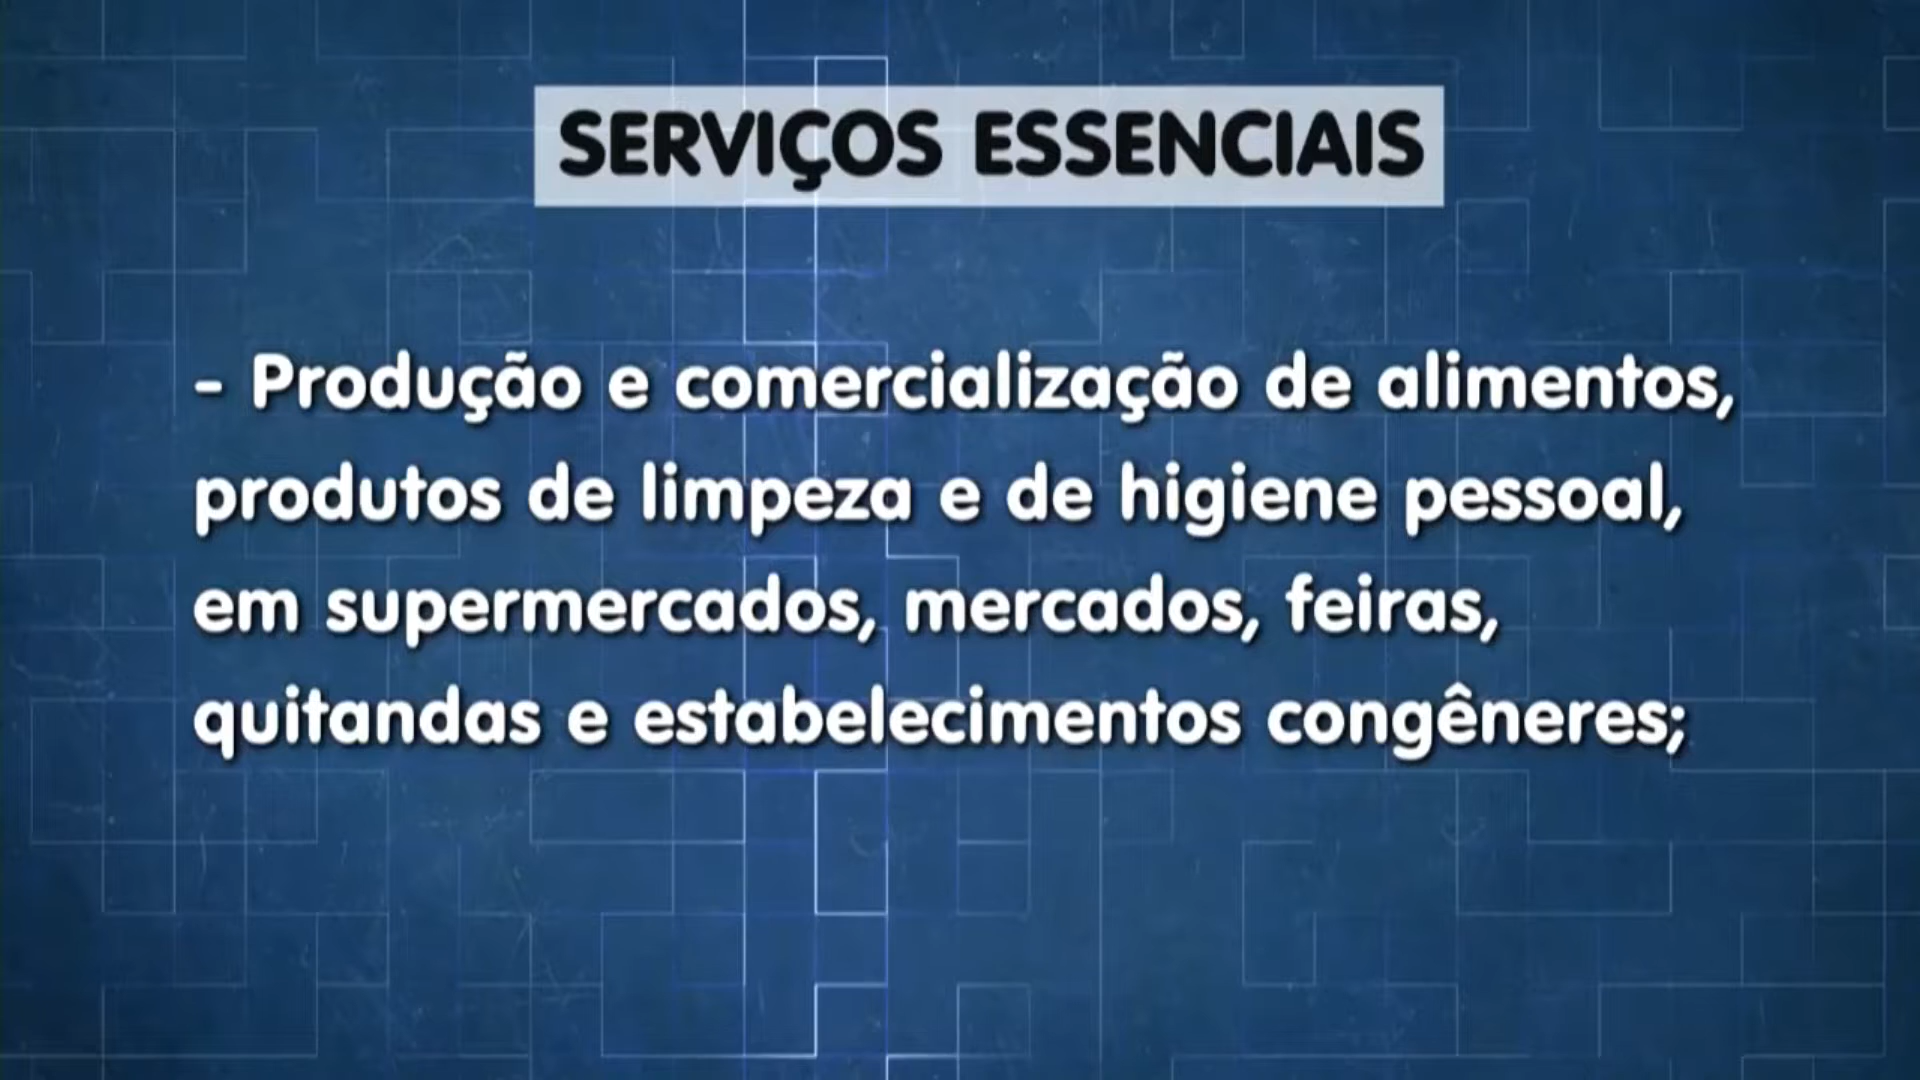 SERVIÇOS ESSENCIAIS
- Produção e comercialização de alimentos,
produtos de limpeza e de higiene pessoal,
em supermercados, mercados, feiras,
quitandas e estabelecimentos congêneres;